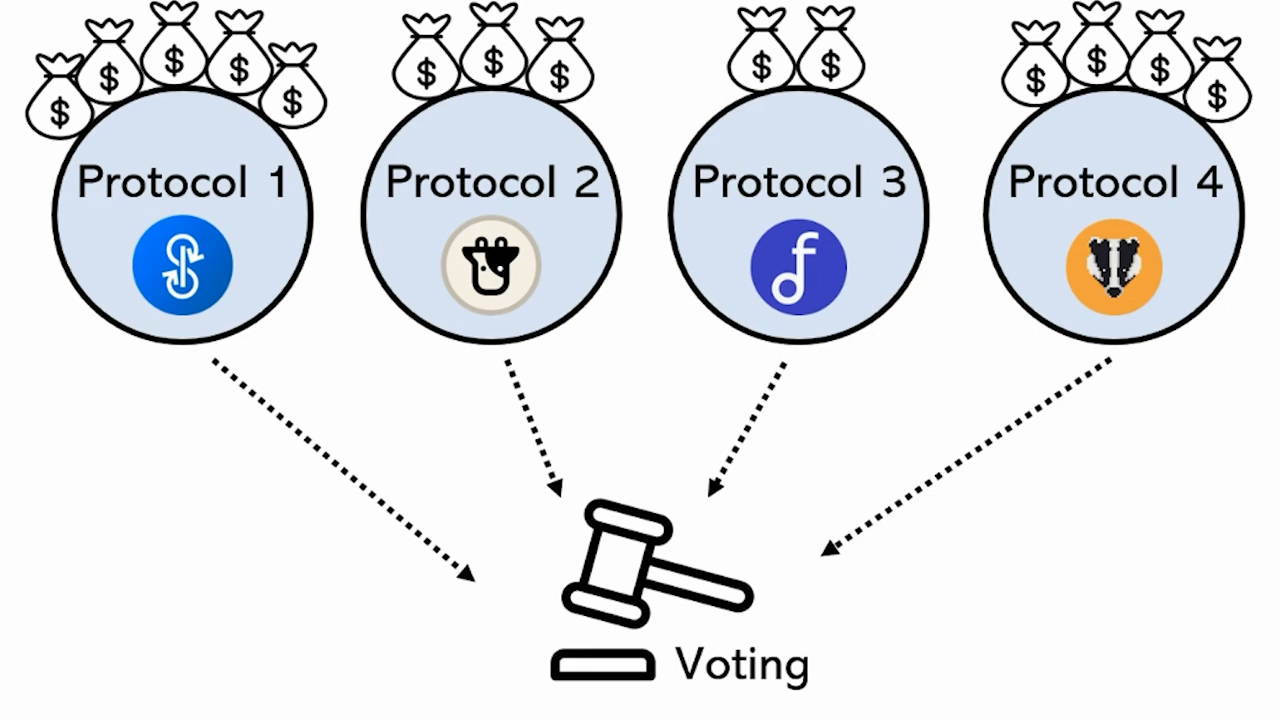 $ $ $ $ $ $ $ $ $ $ $ $ $ $
Protocol 1 Protocol 2 Protocol 3 Protocol 4
Voting